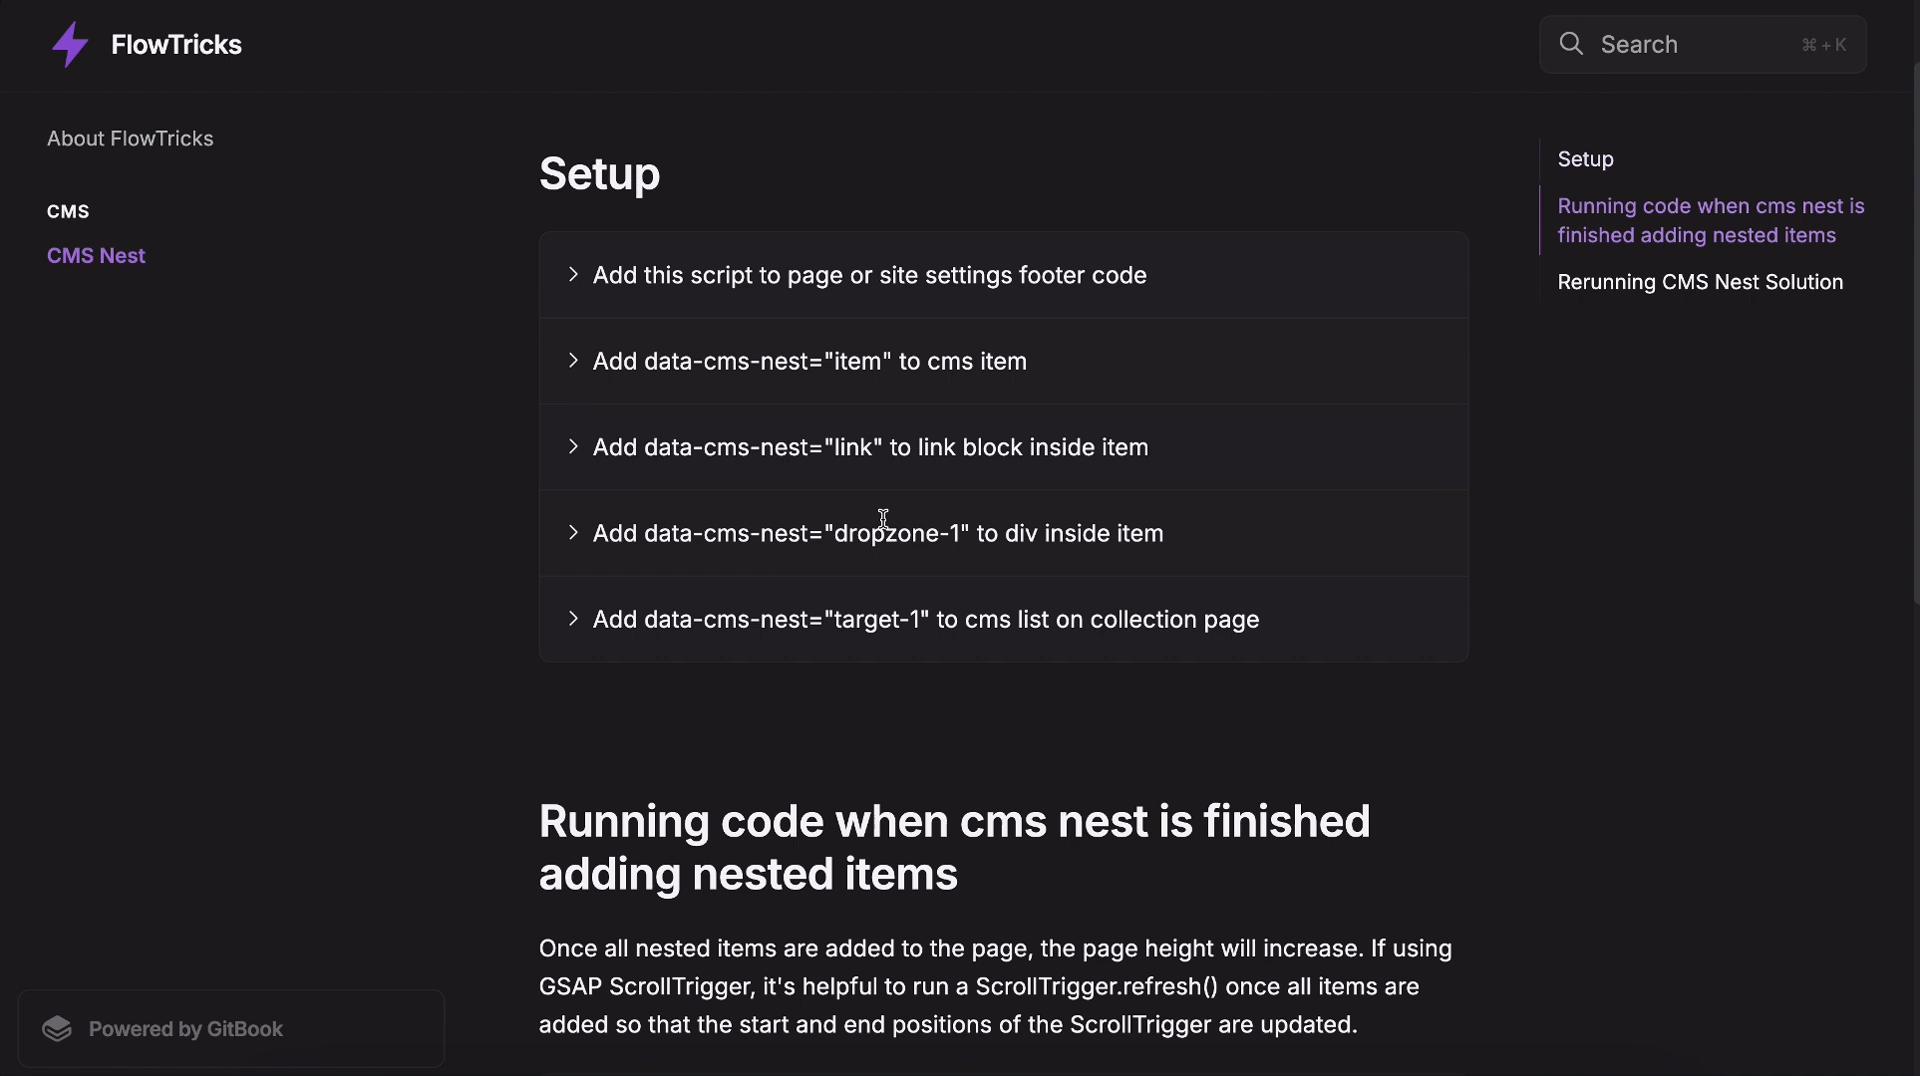 FlowTricks
Search
⌘ + K
About FlowTricks
CMS
CMS Nest
Setup
Add this script to page or site settings footer code
Add data-cms-nest="item" to cms item
Add data-cms-nest="link" to link block inside item
Add data-cms-nest="dropzone-1" to div inside item
Add data-cms-nest="target-1" to cms list on collection page
Running code when cms nest is finished
adding nested items
Once all nested items are added to the page, the page height will increase. If using
GSAP ScrollTrigger, it's helpful to run a ScrollTrigger.refresh() once all items are
added so that the start and end positions of the ScrollTrigger are updated.
Setup
Running code when cms nest is
finished adding nested items
Rerunning CMS Nest Solution
Powered by GitBook